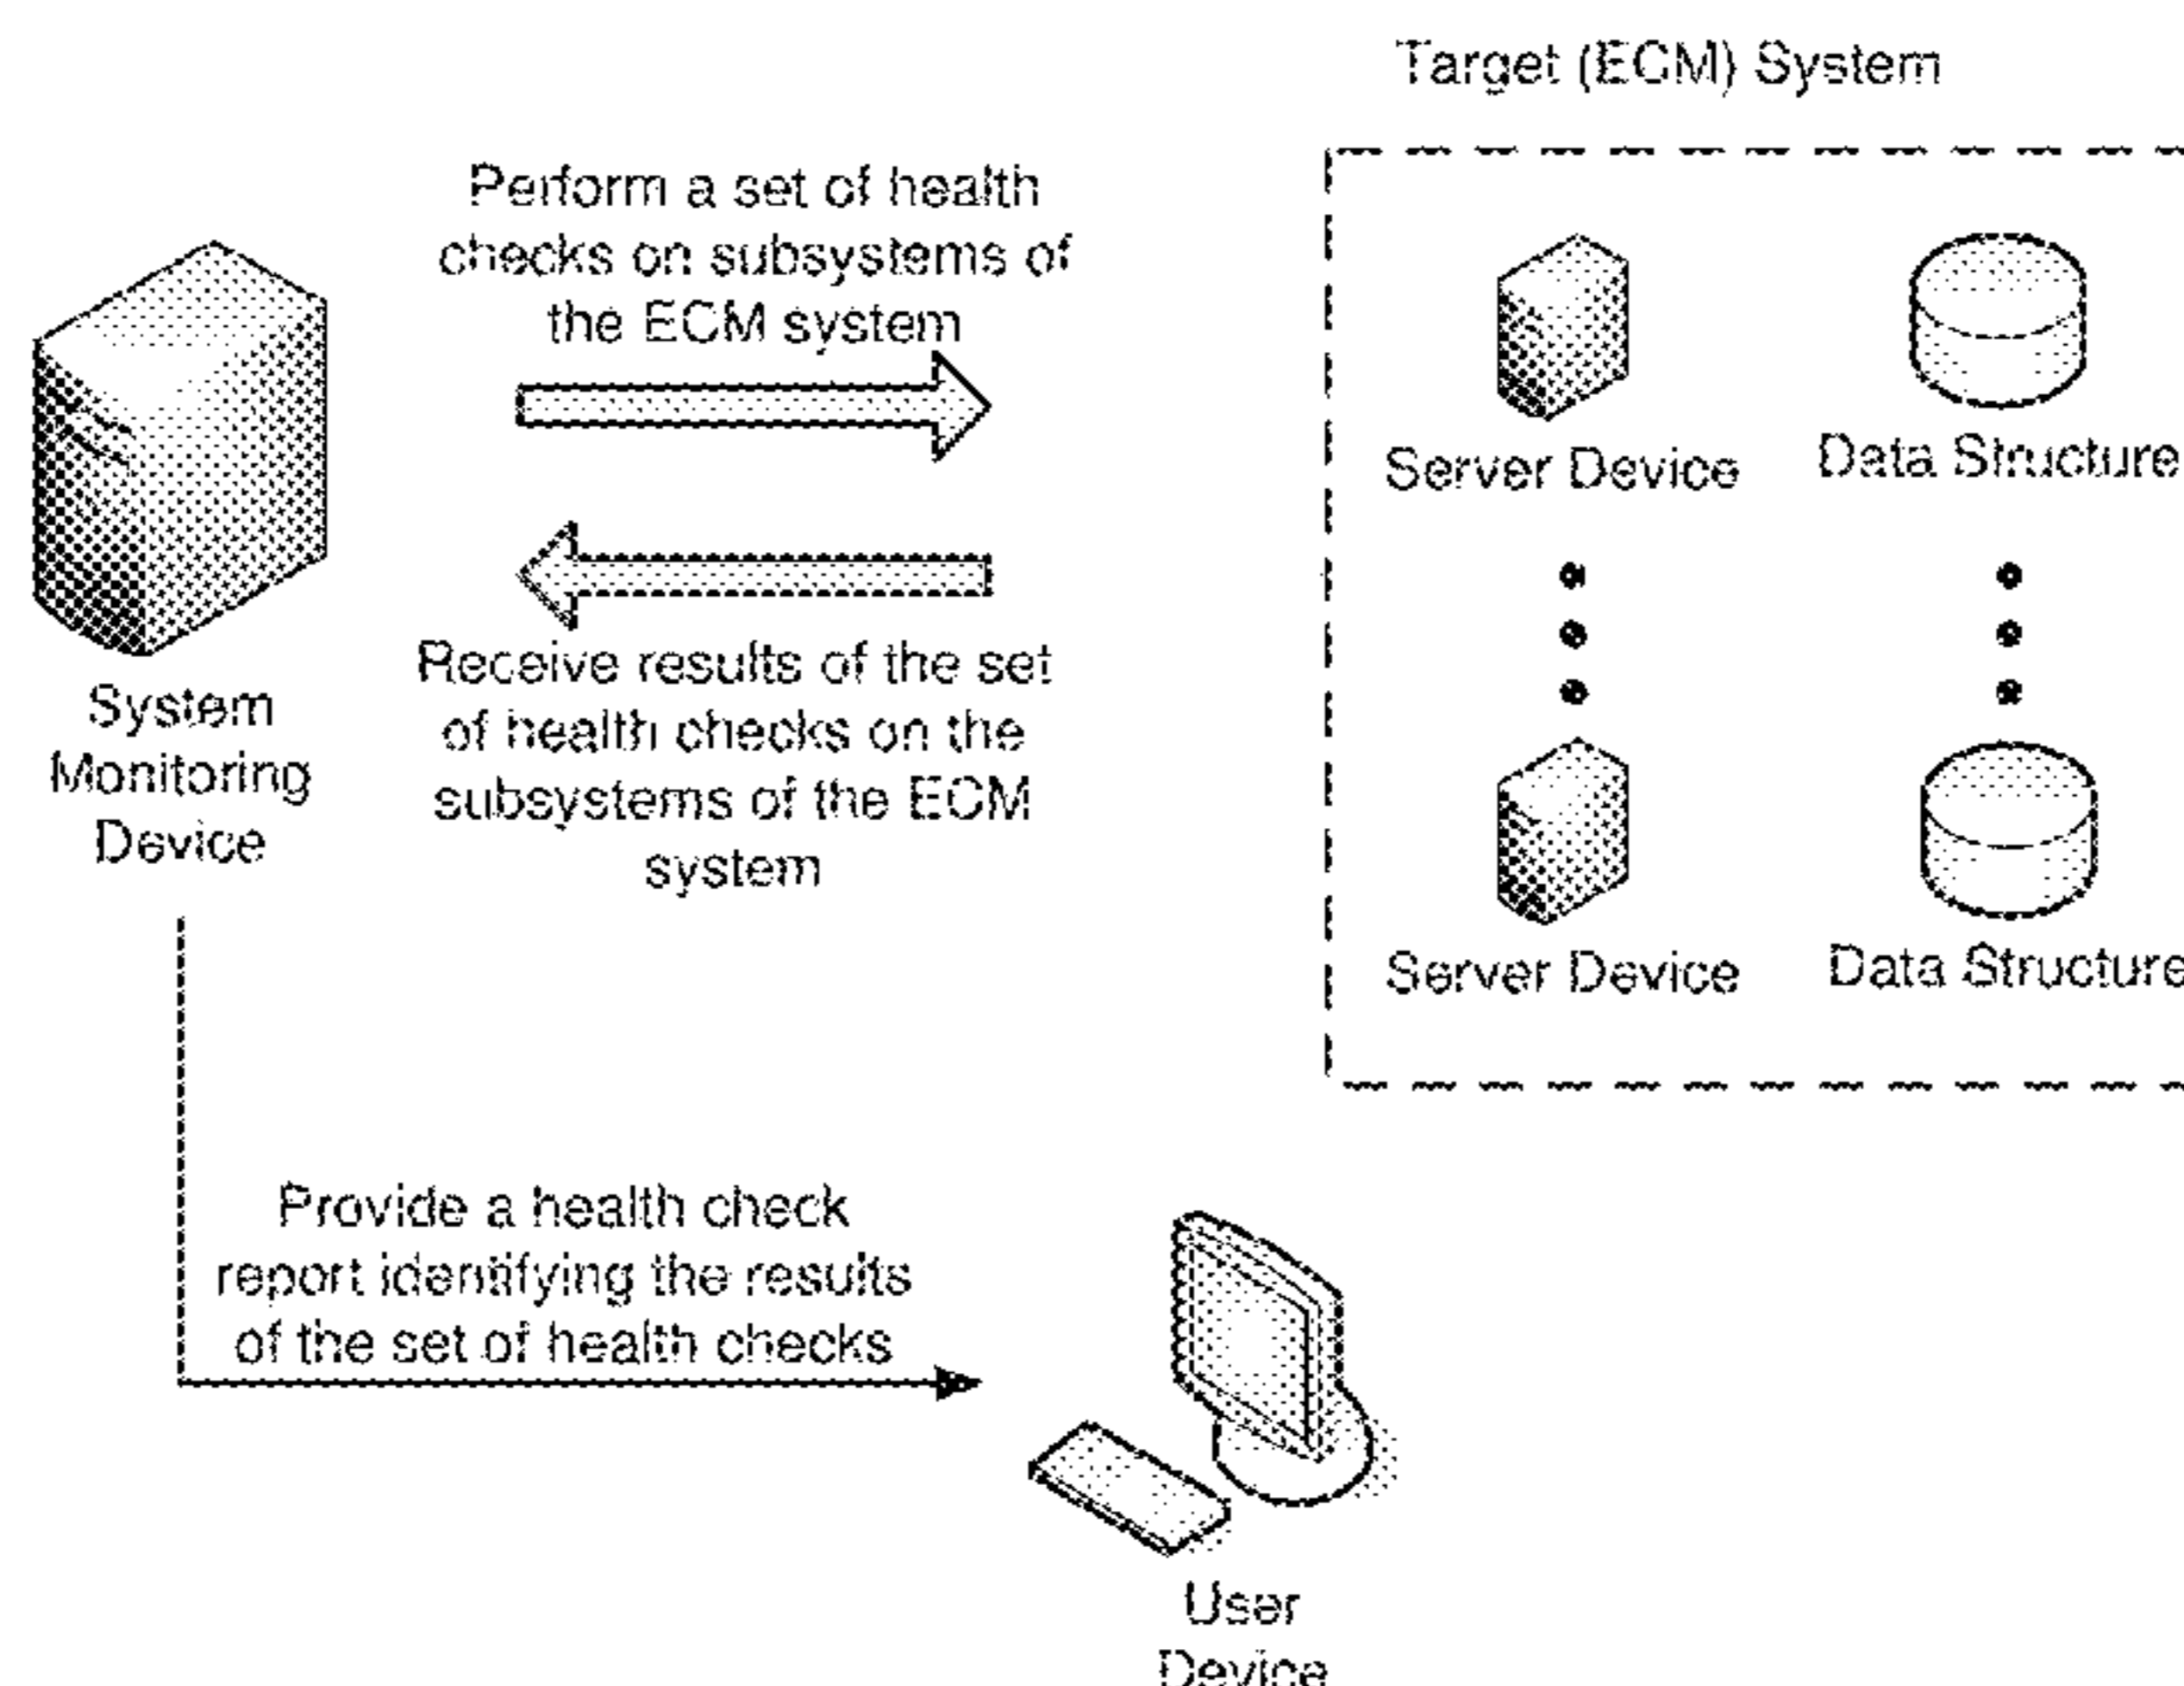 Target (ECM) System
Perform a set of health
checks on subsystems of
the ECM system
Server Device
Data Structure
Receive results of the set
of health checks on the
subsystems of the ECM
system
System
Monitoring
Device
Server Device
Data Structure
Provide a health check
report identifying the results
of the set of health checks
User
Device